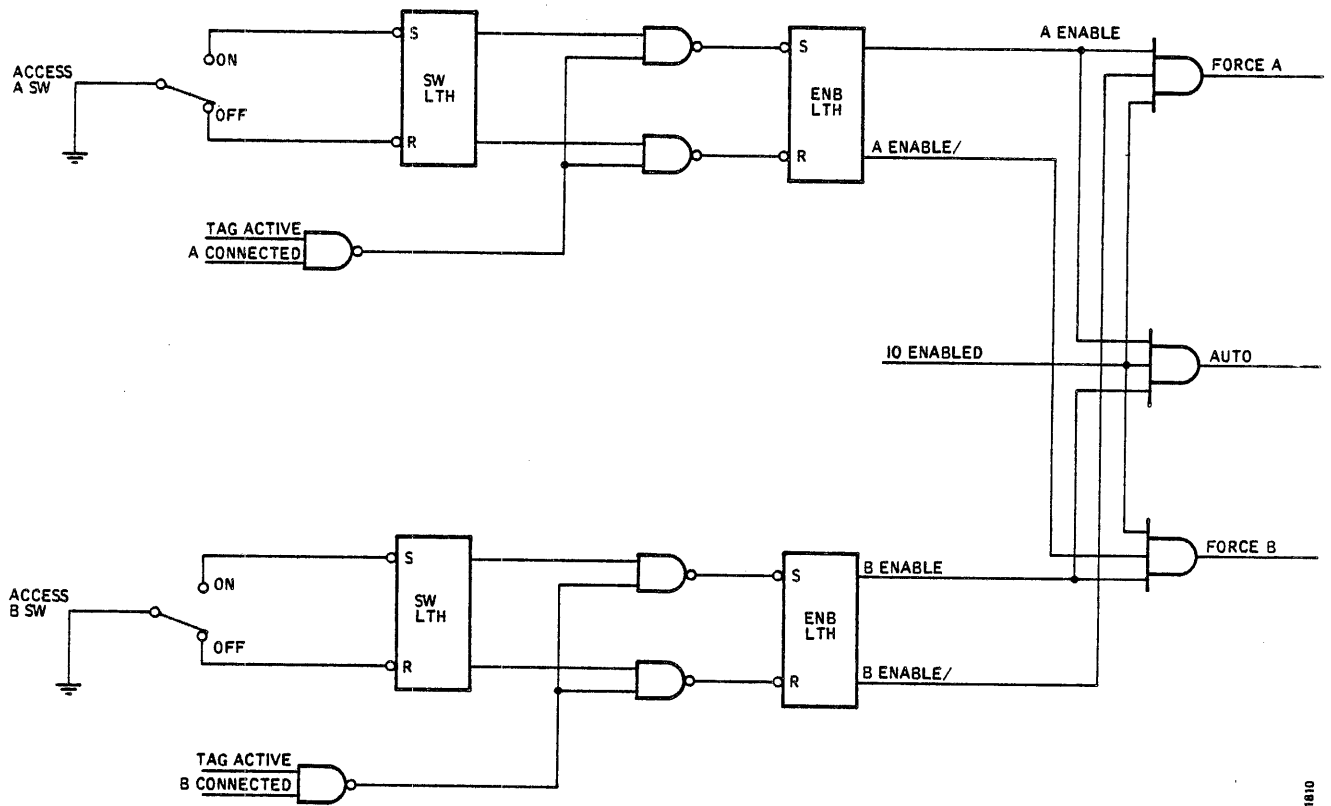 A ENABLE
FORCE A
S
ON
ACCESS
A SW
SW
LTH
S
ENB
LTH
OFF
R
A ENABLE/
R
TAG ACTIVE
A CONNECTED
IO ENABLED
AUTO
S
B ENABLE
FORCE B
ON
ACCESS
B SW
SW
LTH
S
ENB
LTH
OFF
R
B ENABLE/
R
TAG ACTIVE
B CONNECTED
1810